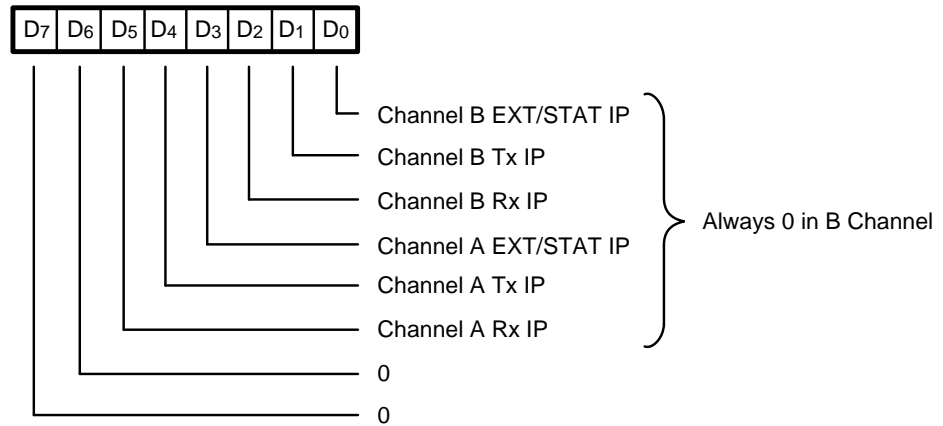 D7 D6 D5 D4 D3 D2 D1 D0
Channel B EXT/STAT IP
Channel B Tx IP
Channel B Rx IP
Channel A EXT/STAT IP
Channel A Tx IP
Channel A Rx IP
Always 0 in B Channel
0
0